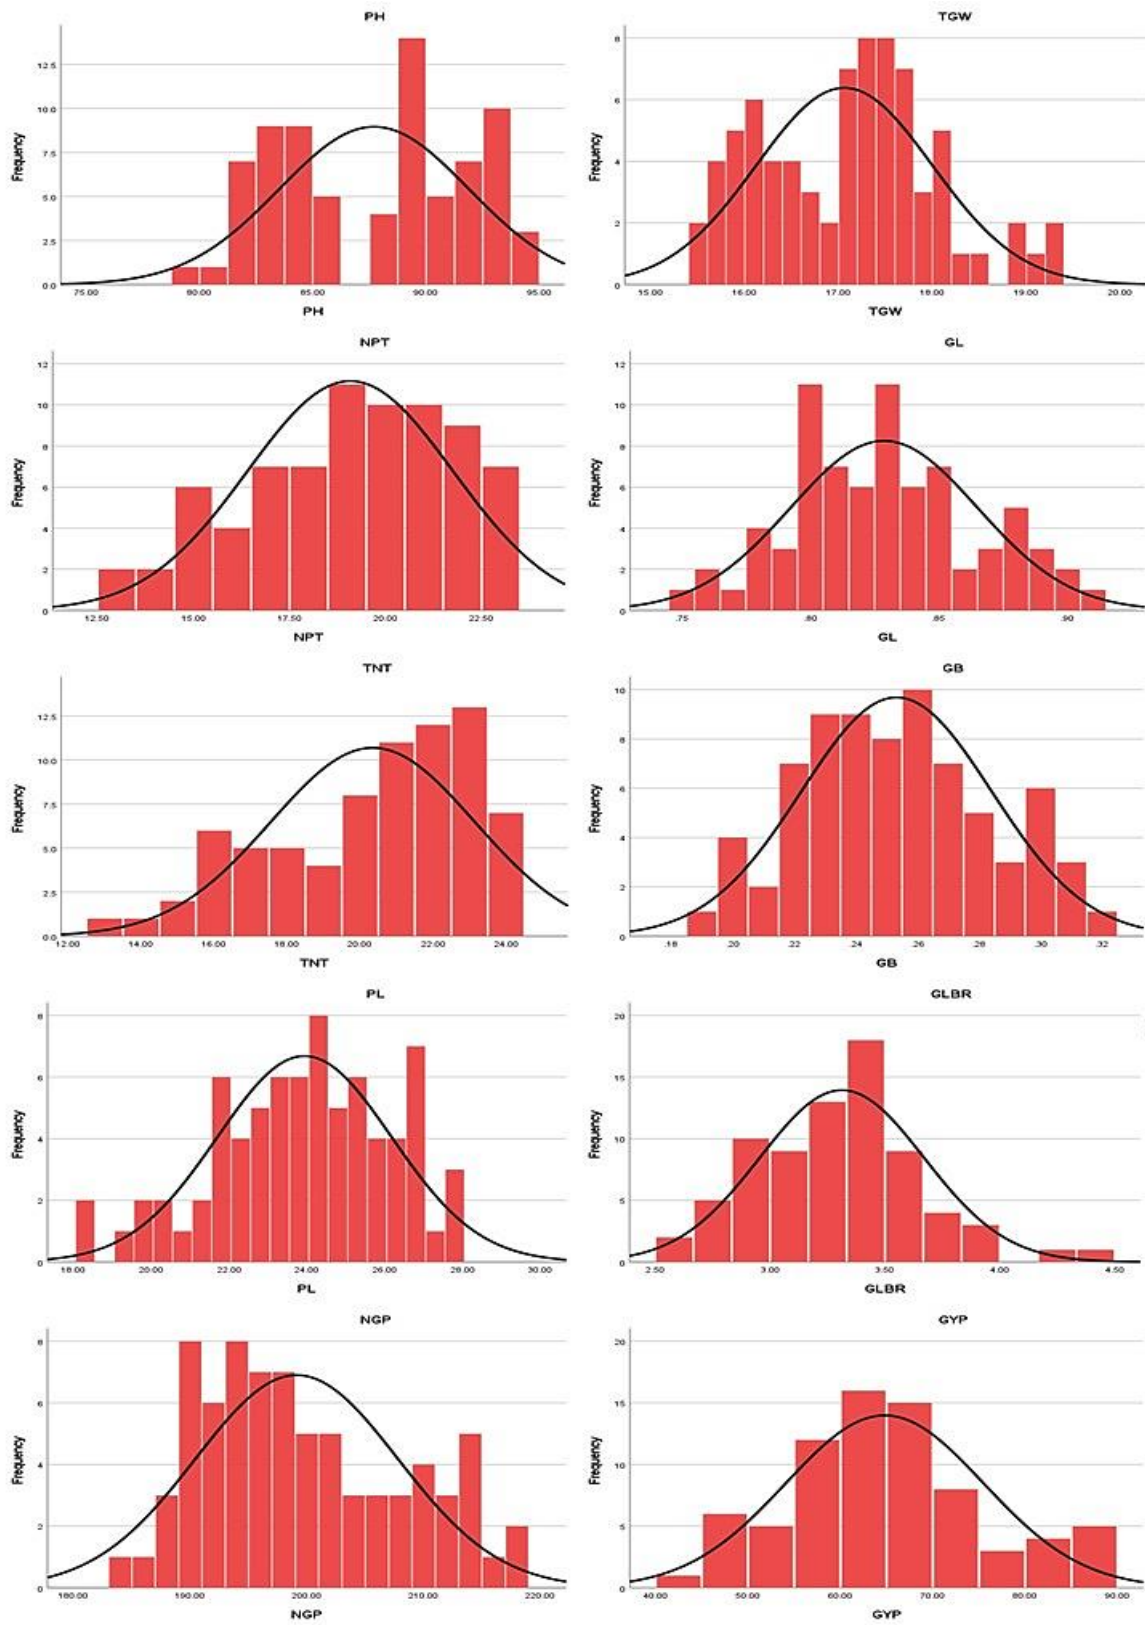 PH
12.5
10.0
7.5
5.0
2.5
0.0
Frequency
75.00 80.00 85.00 90.00 95.00
PH
TGW
8
6
4
2
0
Frequency
15.00 16.00 17.00 18.00 19.00 20.00
TGW
NPT
12
10
8
6
4
2
0
Frequency
12.50 15.00 17.50 20.00 22.50
NPT
GL
12
10
8
6
4
2
0
Frequency
.75 .80 .85 .90
GL
TNT
12.5
10.0
7.5
5.0
2.5
0.0
Frequency
12.00 14.00 16.00 18.00 20.00 22.00 24.00
TNT
GB
10
8
6
4
2
0
Frequency
.18 .20 .22 .24 .26 .28 .30 .32
GB
PL
8
6
4
2
0
Frequency
18.00 20.00 22.00 24.00 26.00 28.00 30.00
PL
GLBR
20
15
10
5
0
Frequency
2.50 3.00 3.50 4.00 4.50
GLBR
NGP
8
6
4
2
0
Frequency
180.00 190.00 200.00 210.00 220.00
NGP
GYP
20
15
10
5
0
Frequency
40.00 50.00 60.00 70.00 80.00 90.00
GYP